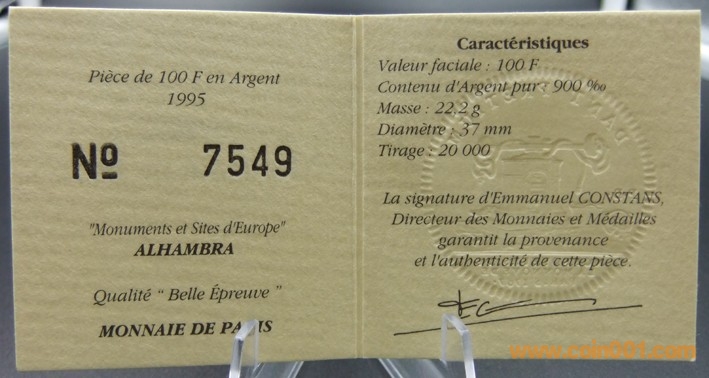 Pièce de 100 F en Argent
1995
Nº 7549
"Monuments et Sites d'Europe"
ALHAMBRA
Qualité " Belle Épreuve "
MONNAIE DE PARIS
Caractéristiques
Valeur faciale : 100 F
Contenu d'Argent pur : 900 ‰
Masse : 22,2 g
Diamètre : 37 mm
Tirage : 20 000
La signature d'Emmanuel CONSTANS,
Directeur des Monnaies et Médailles
garantit la provenance
et l'authenticité de cette pièce.
www.coin001.com